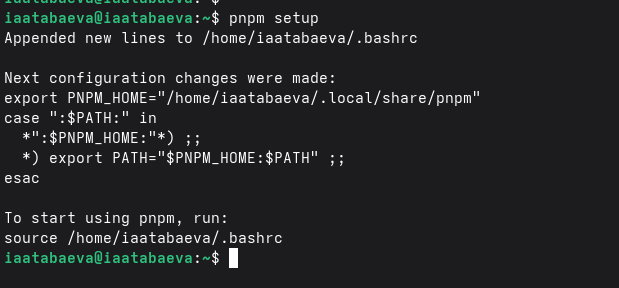 iaatabaeva@iaatabaeva:~$
iaatabaeva@iaatabaeva:~$ pnpm setup
Appended new lines to /home/iaatabaeva/.bashrc

Next configuration changes were made:
export PNPM_HOME="/home/iaatabaeva/.local/share/pnpm"
case ":$PATH:" in
  *":$PNPM_HOME:"*) ;;
  *) export PATH="$PNPM_HOME:$PATH" ;;
esac

To start using pnpm, run:
source /home/iaatabaeva/.bashrc
iaatabaeva@iaatabaeva:~$